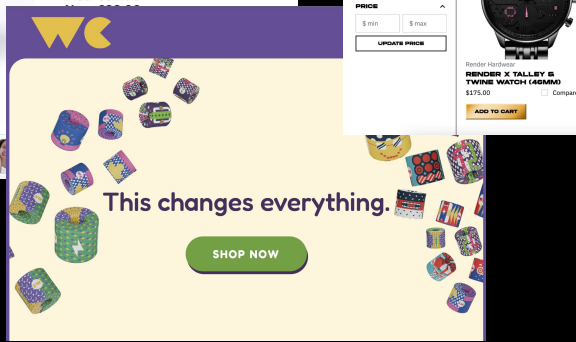 WC
This changes everything.
SHOP NOW
PRICE
$ min
$ max
UPDATE PRICE
Render Hardwear
RENDER X TALLEY &
TWINE WATCH (46MM)
$175.00
Compare
ADD TO CART